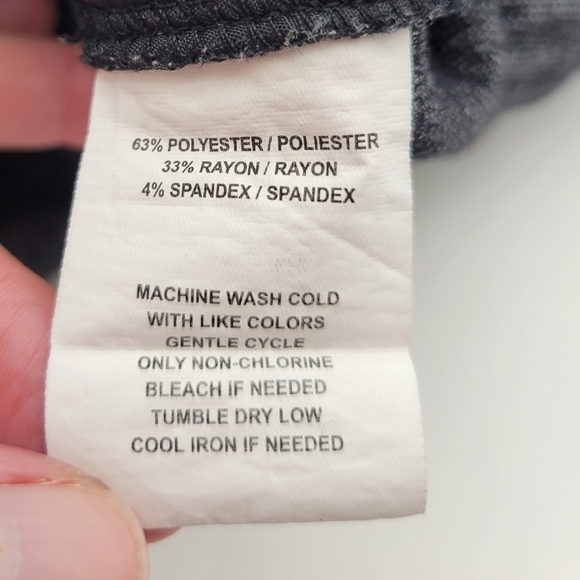 63% POLYESTER / POLIESTER
33% RAYON / RAYON
4% SPANDEX / SPANDEX
MACHINE WASH COLD
WITH LIKE COLORS
GENTLE CYCLE
ONLY NON-CHLORINE
BLEACH IF NEEDED
TUMBLE DRY LOW
COOL IRON IF NEEDED